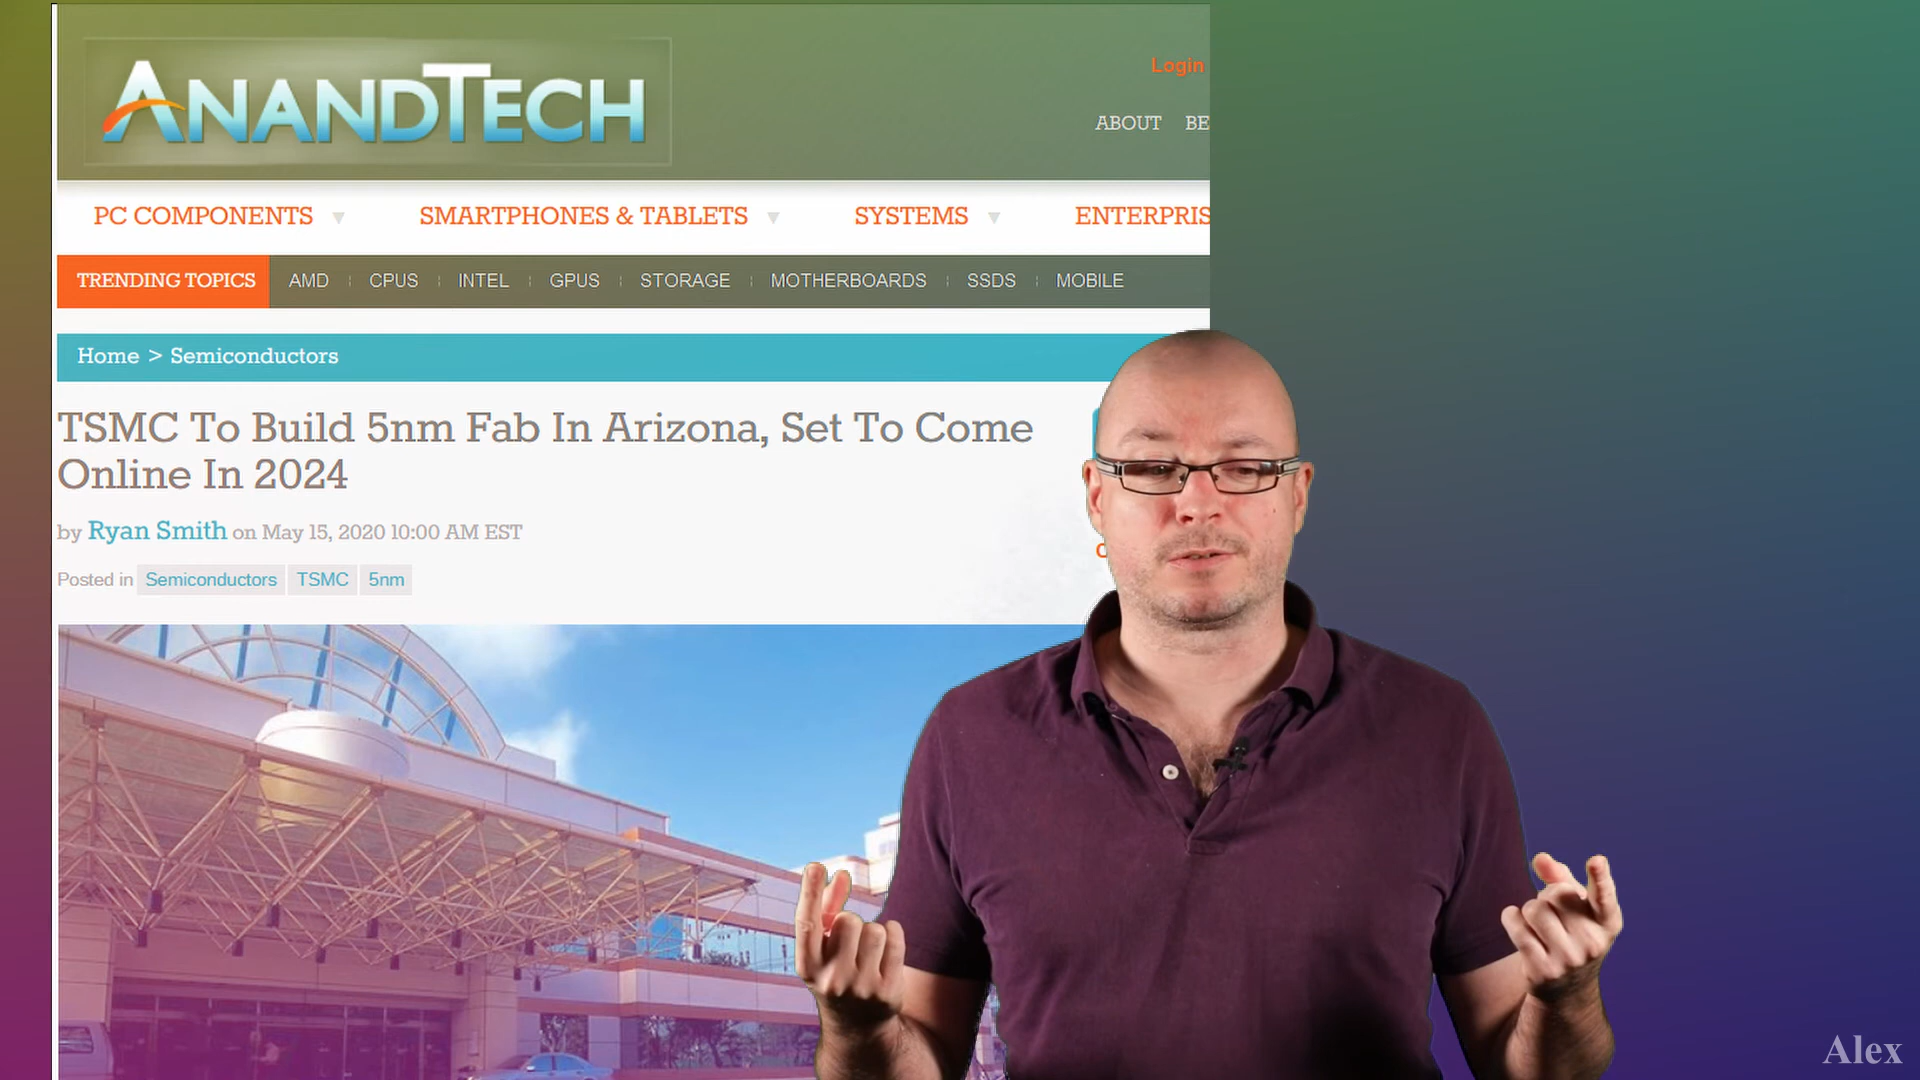 ANANDTECH
Login
ABOUT BE
PC COMPONENTS ▼ SMARTPHONES & TABLETS ▼ SYSTEMS ▼ ENTERPRIS
TRENDING TOPICS AMD CPUS INTEL GPUS STORAGE MOTHERBOARDS SSDS MOBILE
Home > Semiconductors
TSMC To Build 5nm Fab In Arizona, Set To Come
Online In 2024
by Ryan Smith on May 15, 2020 10:00 AM EST
Posted in Semiconductors TSMC 5nm
Alex